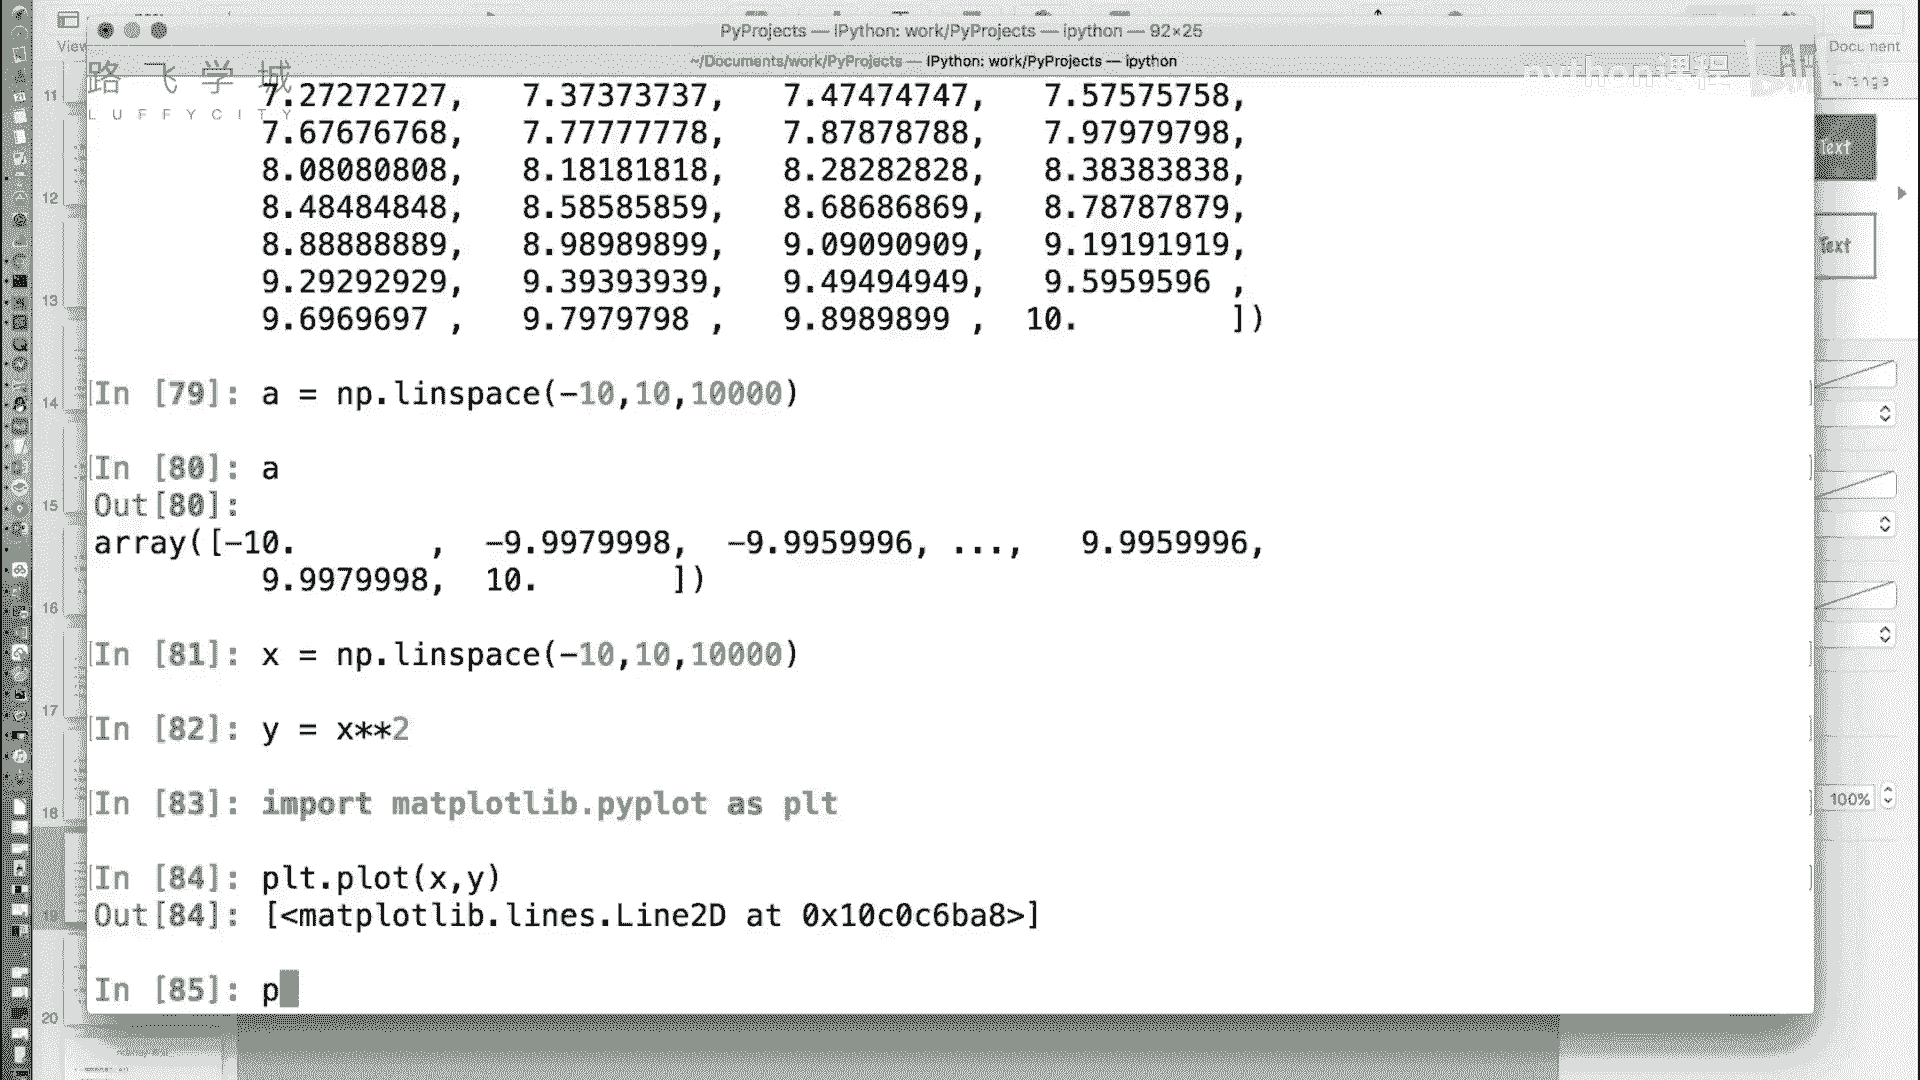 PyProjects — IPython: work/PyProjects — ipython — 92×25
View
Document
~/Documents/work/PyProjects — IPython: work/PyProjects — ipython
路飞学城
LUFFYCITY
python课程
7.27272727, 7.37373737, 7.47474747, 7.57575758,
7.67676768, 7.77777778, 7.87878788, 7.97979798,
8.08080808, 8.18181818, 8.28282828, 8.38383838,
8.48484848, 8.58585859, 8.68686869, 8.78787879,
8.88888889, 8.98989899, 9.09090909, 9.19191919,
9.29292929, 9.39393939, 9.49494949, 9.5959596 ,
9.6969697 , 9.7979798 , 9.8989899 , 10. ])
In [79]: a = np.linspace(-10,10,10000)
In [80]: a
Out[80]:
array([-10. , -9.9979998, -9.9959996, ..., 9.9959996,
9.9979998, 10. ])
In [81]: x = np.linspace(-10,10,10000)
In [82]: y = x**2
In [83]: import matplotlib.pyplot as plt
In [84]: plt.plot(x,y)
Out[84]: [<matplotlib.lines.Line2D at 0x10c0c6ba8>]
In [85]: p
11
12
13
14
15
16
17
18
19
20
Text
Text
100%